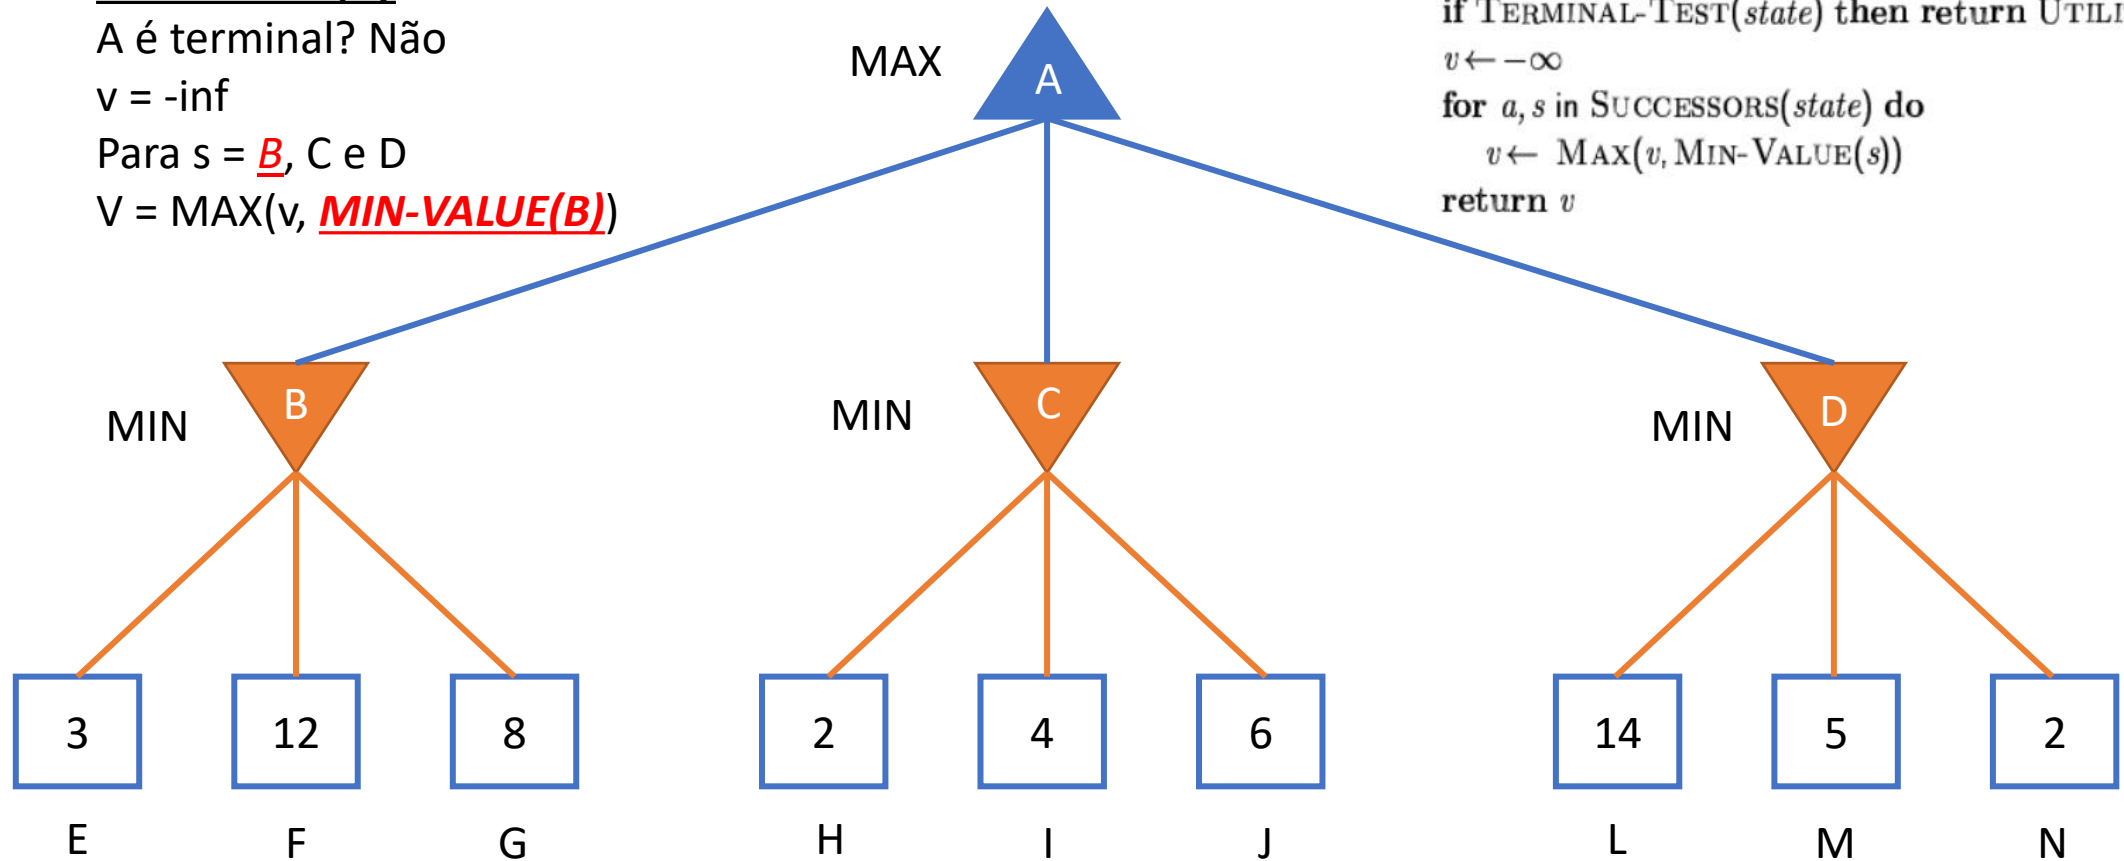 A é terminal? Não
v = -inf
Para s = B, C e D
V = MAX(v, MIN-VALUE(B))
if TERMINAL-TEST(state) then return
v ← −∞
for a, s in SUCCESSORS(state) do
v ← MAX(v, MIN-VALUE(s))
return v
MAX
A
MIN
B
MIN
C
MIN
D
3
12
8
2
4
6
14
5
2
E
F
G
H
I
J
L
M
N